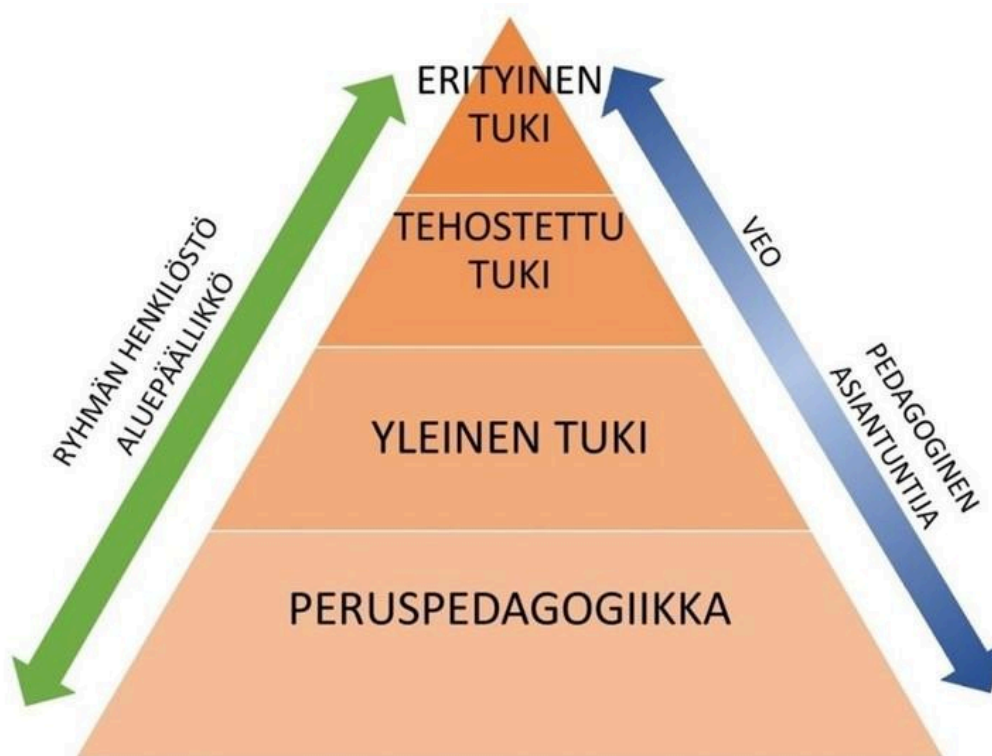 ERITYINEN
TUKI
TEHOSTETTU
TUKI
YLEINEN TUKI
PERUSPEDAGOGIIKKA
RYHMÄN HENKILÖSTÖ
ALUEPÄÄLLIKKÖ
VEO
PEDAGOGINEN
ASIANTUNTIJA